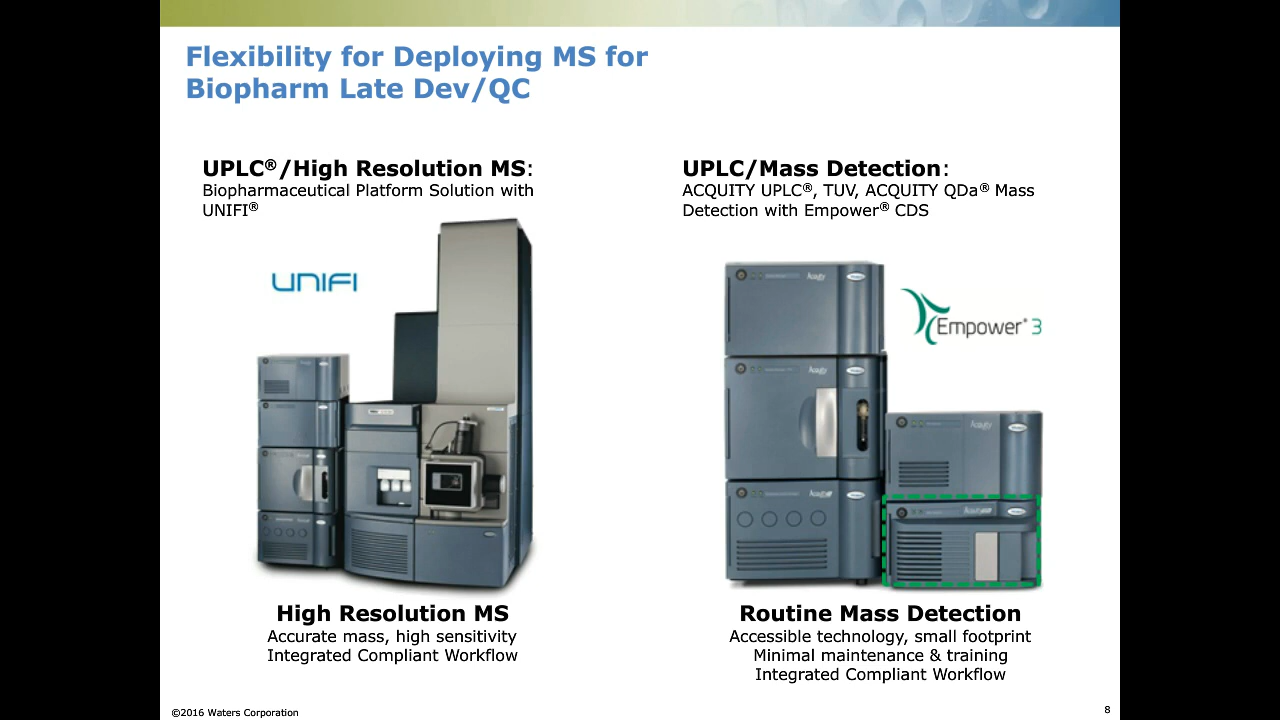 Flexibility for Deploying MS for
Biopharm Late Dev/QC
UPLC®/High Resolution MS:
Biopharmaceutical Platform Solution with
UNIFI®
UNIFI
High Resolution MS
Accurate mass, high sensitivity
Integrated Compliant Workflow
UPLC/Mass Detection:
ACQUITY UPLC®, TUV, ACQUITY QDa® Mass
Detection with Empower® CDS
Empower® 3
Routine Mass Detection
Accessible technology, small footprint
Minimal maintenance & training
Integrated Compliant Workflow
©2016 Waters Corporation
8